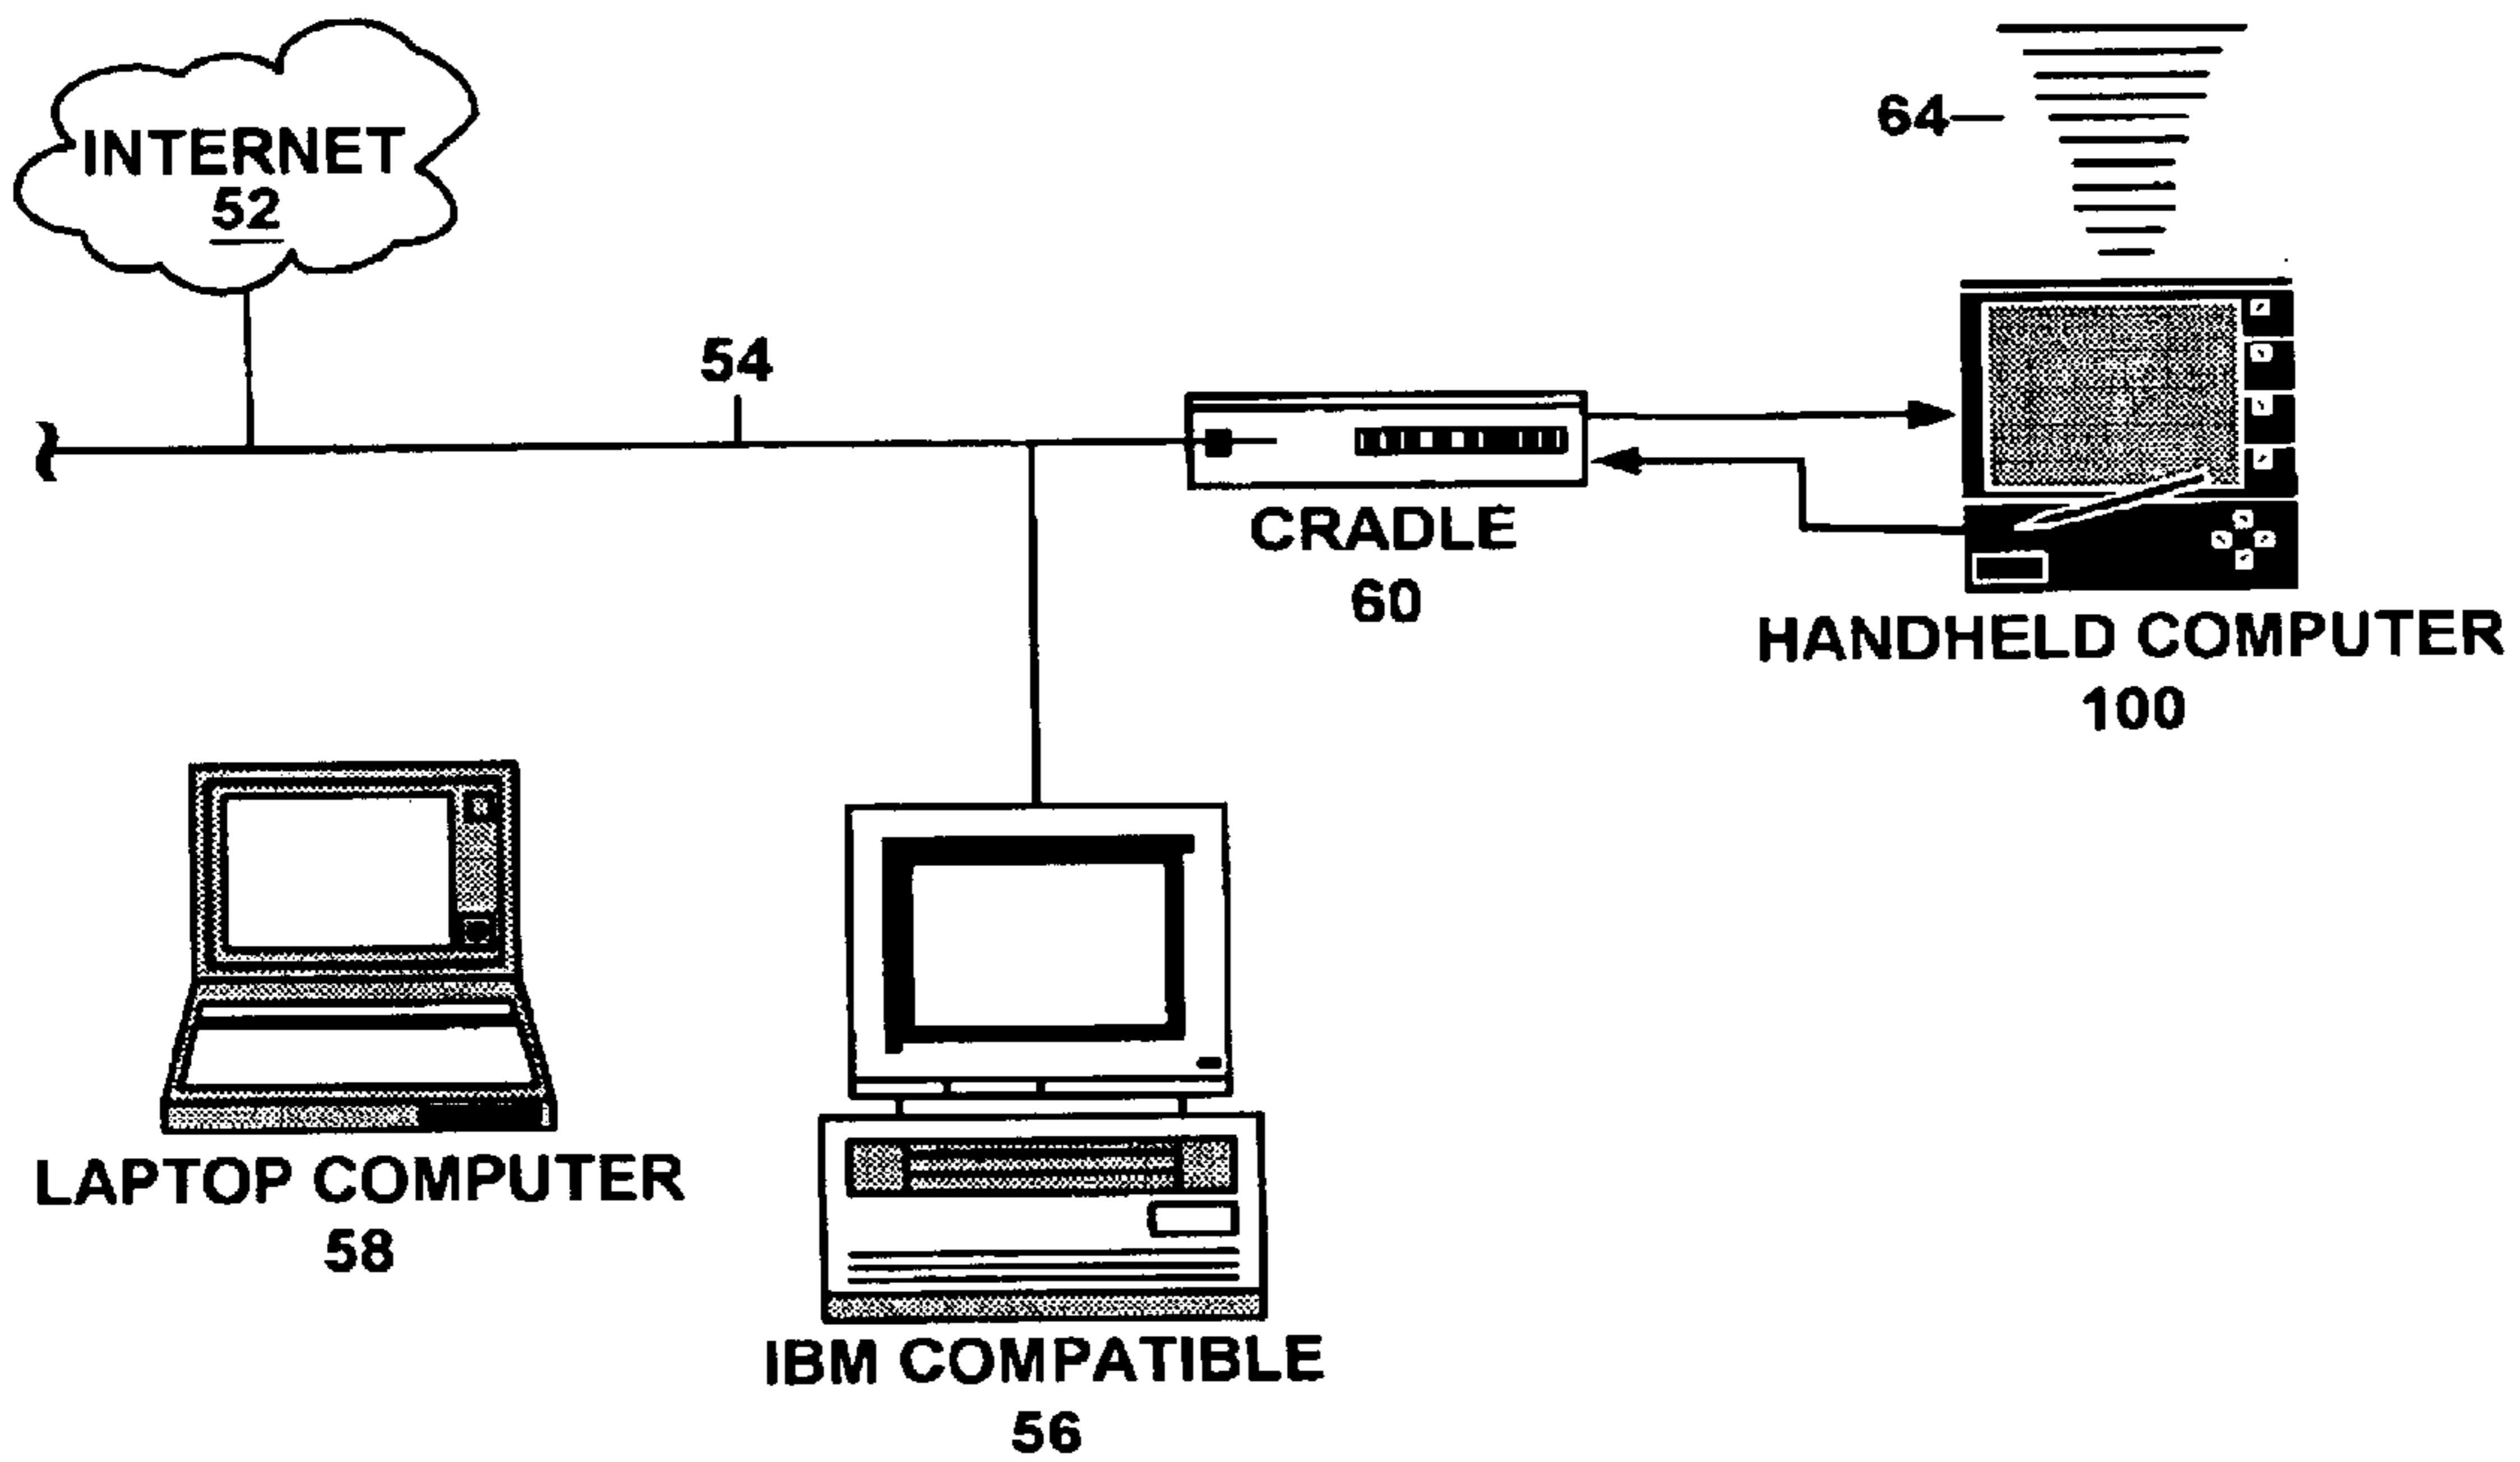 INTERNET
52
64
54
CRADLE
60
HANDHELD COMPUTER
100
LAPTOP COMPUTER
58
IBM COMPATIBLE
56